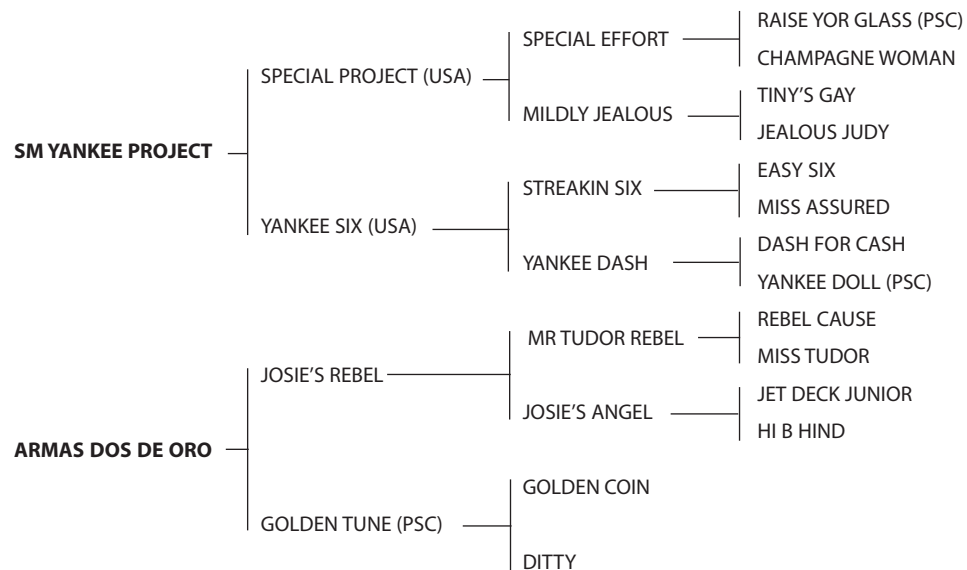 RAISE YOR GLASS (PSC)
SPECIAL EFFORT
CHAMPAGNE WOMAN
SPECIAL PROJECT (USA)
TINY’S GAY
MILDLY JEALOUS
JEALOUS JUDY
SM YANKEE PROJECT
EASY SIX
STREAKIN SIX
MISS ASSURED
YANKEE SIX (USA)
DASH FOR CASH
YANKEE DASH
YANKEE DOLL (PSC)
REBEL CAUSE
MR TUDOR REBEL
MISS TUDOR
JOSIE’S REBEL
JET DECK JUNIOR
JOSIE’S ANGEL
HI B HIND
ARMAS DOS DE ORO
GOLDEN COIN
GOLDEN TUNE (PSC)
DITTY